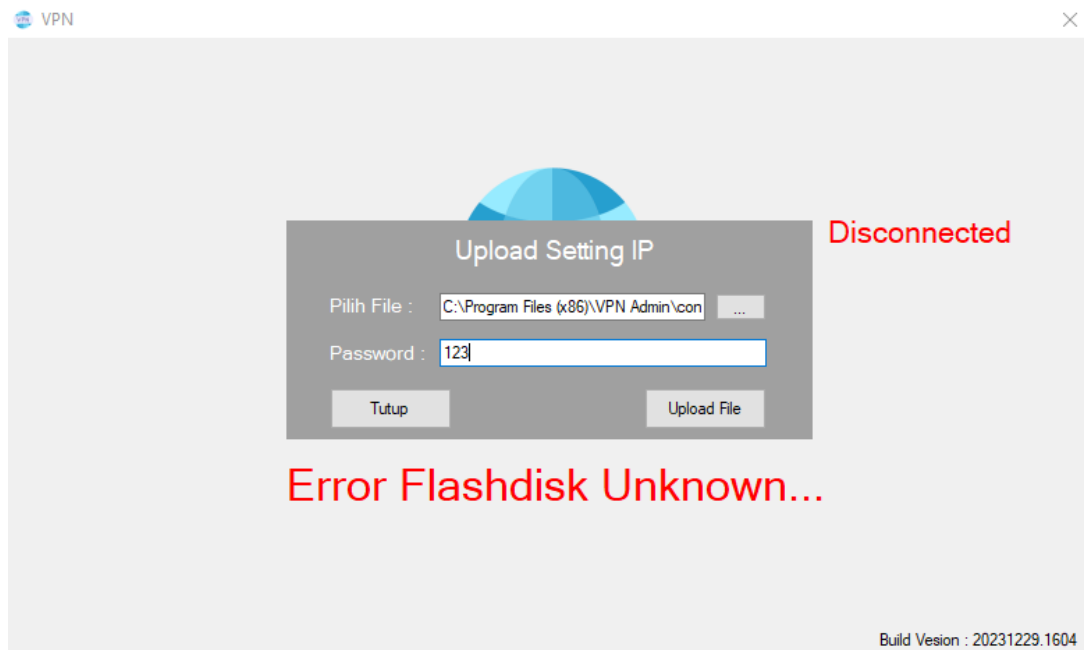 VPN
Disconnected
Upload Setting IP
Pilih File : C:\Program Files (x86)\VPN Admin\con ...
Password : 123
Tutup Upload File
Error Flashdisk Unknown...
Build Vesion : 20231229.1604